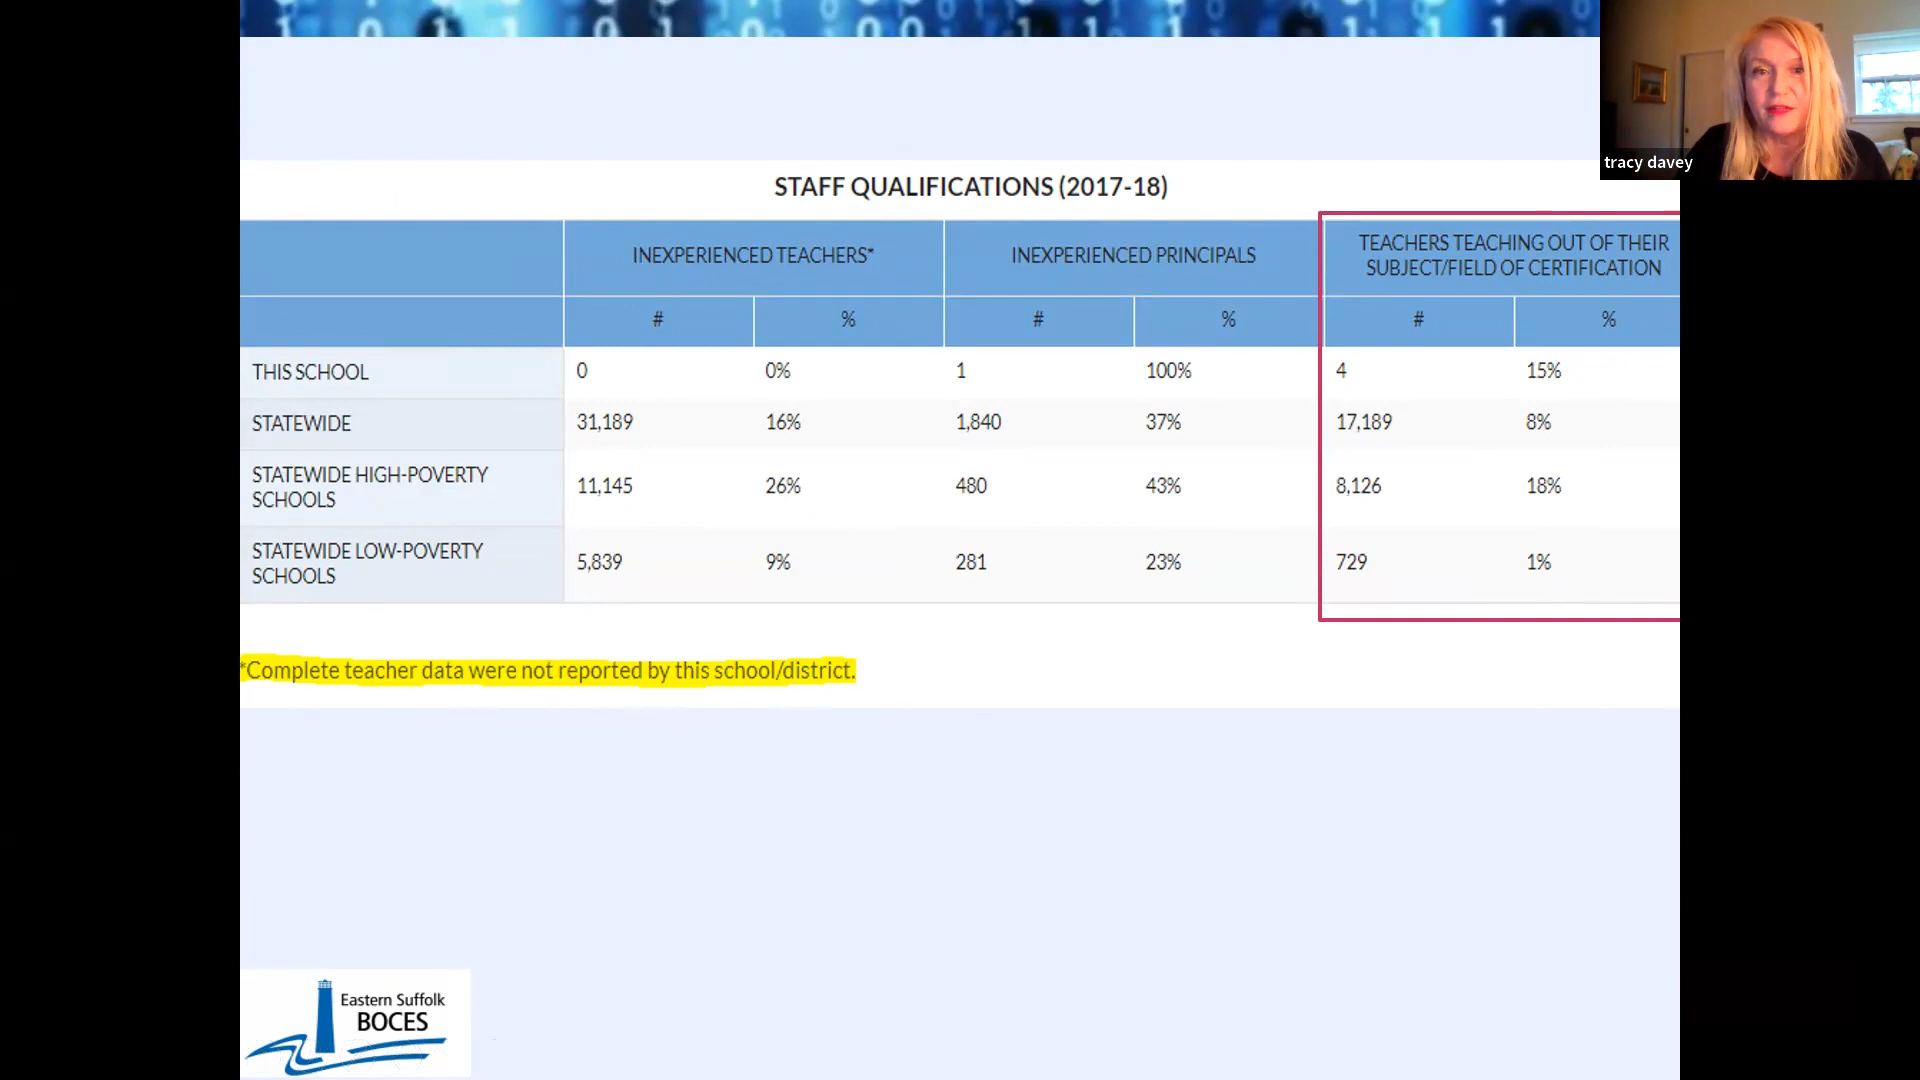 tracy davey
STAFF QUALIFICATIONS (2017-18)
INEXPERIENCED TEACHERS* INEXPERIENCED PRINCIPALS TEACHERS TEACHING OUT OF THEIR
SUBJECT/FIELD OF CERTIFICATION
# % # % # %
THIS SCHOOL 0 0% 1 100% 4 15%
STATEWIDE 31,189 16% 1,840 37% 17,189 8%
STATEWIDE HIGH-POVERTY
SCHOOLS 11,145 26% 480 43% 8,126 18%
STATEWIDE LOW-POVERTY
SCHOOLS 5,839 9% 281 23% 729 1%
*Complete teacher data were not reported by this school/district.
Eastern Suffolk
BOCES